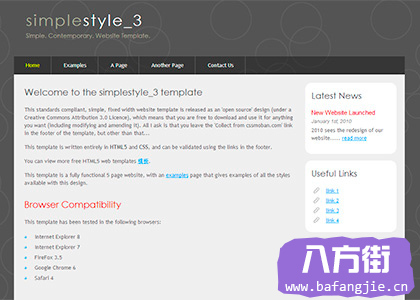 simplestyle_3
Simple. Contemporary. Website Template.
Home Examples A Page Another Page Contact Us
Welcome to the simplestyle_3 template
This standards compliant, simple, fixed width website template is released as an 'open source' design (under a
Creative Commons Attribution 3.0 Licence), which means that you are free to download and use it for anything
you want (including modifying and amending it). All I ask is that you leave the 'Collect from cssmoban.com' link
in the footer of the template, but other than that...
This template is written entirely in HTML5 and CSS, and can be validated using the links in the footer.
You can view more free HTML5 web templates 模板.
This template is a fully functional 5 page website, with an examples page that gives examples of all the styles
available with this design.
Browser Compatibility
This template has been tested in the following browsers:
Internet Explorer 8
Internet Explorer 7
FireFox 3.5
Google Chrome 6
Safari 4
Latest News
New Website Launched
January 1st, 2010
2010 sees the redesign of our
website...... read more
Useful Links
link 1
link 2
link 3
link 4
八方街
www.bafangjie.cn